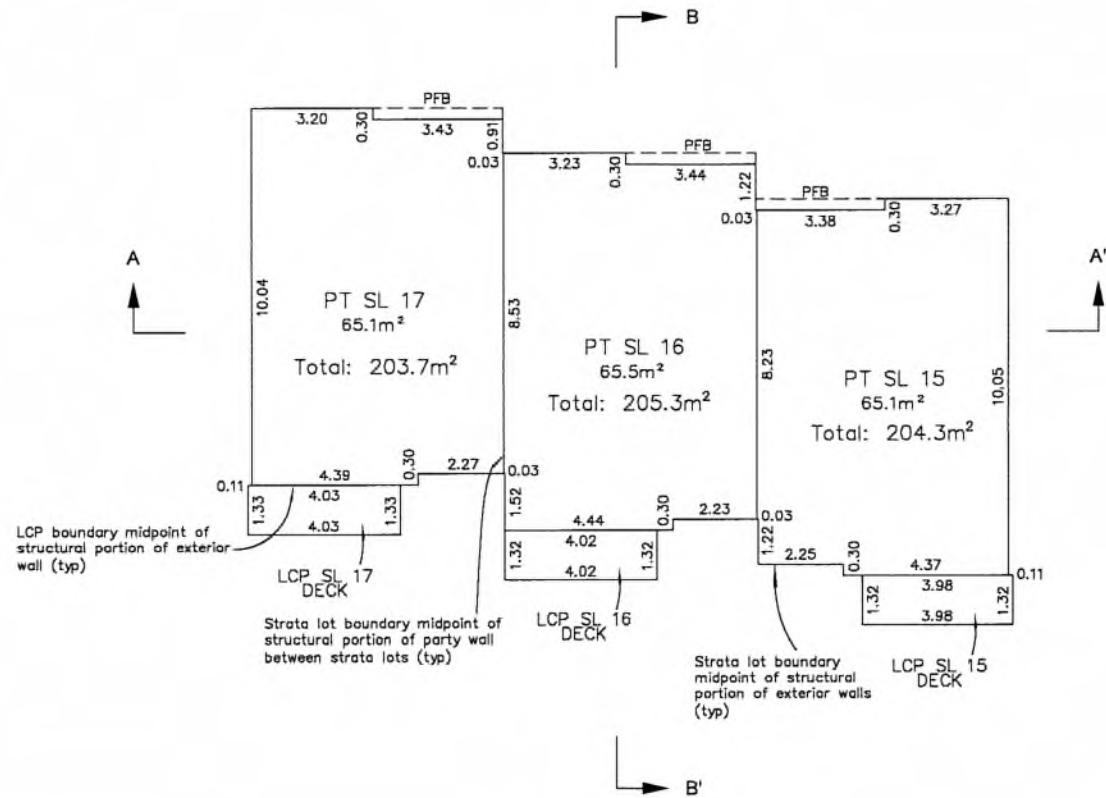 B
PFB
3.20
0.30
3.43
0.91
0.03
PFB
3.23
0.30
3.44
1.22
0.03
PFB
3.38
0.30
3.27
A
A'
10.04
PT SL 17
65.1m²
Total: 203.7m²
8.53
PT SL 16
65.5m²
Total: 205.3m²
8.23
PT SL 15
65.1m²
Total: 204.3m²
10.05
0.11
4.39
0.30
2.27
0.03
1.33
4.03
1.33
4.03
LCP SL 17
DECK
1.52
4.44
0.30
2.23
0.03
1.32
4.02
1.32
4.02
LCP SL 16
DECK
1.22
2.25
0.30
4.37
0.11
1.32
3.98
1.32
3.98
LCP SL 15
DECK
LCP boundary midpoint of
structural portion of exterior
wall (typ)
Strata lot boundary midpoint of
structural portion of party wall
between strata lots (typ)
Strata lot boundary
midpoint of structural
portion of exterior walls
(typ)
B'